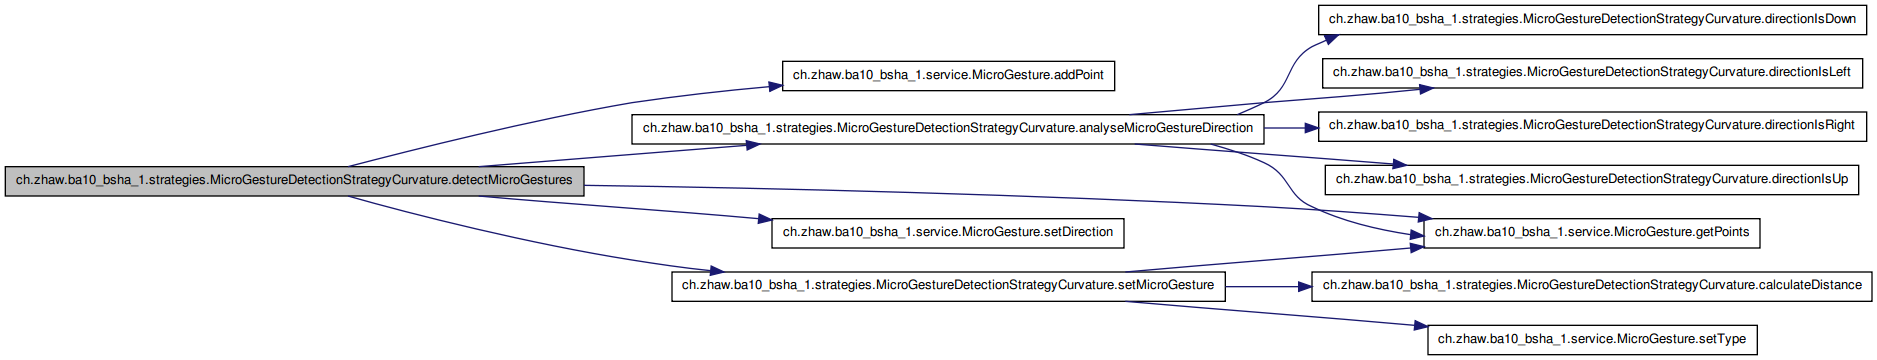 ch.zhaw.ba10_bsha_1.strategies.MicroGestureDetectionStrategyCurvature.directionIsDown
ch.zhaw.ba10_bsha_1.service.MicroGesture.addPoint
ch.zhaw.ba10_bsha_1.strategies.MicroGestureDetectionStrategyCurvature.directionIsLeft
ch.zhaw.ba10_bsha_1.strategies.MicroGestureDetectionStrategyCurvature.analyseMicroGestureDirection
ch.zhaw.ba10_bsha_1.strategies.MicroGestureDetectionStrategyCurvature.directionIsRight
ch.zhaw.ba10_bsha_1.strategies.MicroGestureDetectionStrategyCurvature.detectMicroGestures
ch.zhaw.ba10_bsha_1.strategies.MicroGestureDetectionStrategyCurvature.directionIsUp
ch.zhaw.ba10_bsha_1.service.MicroGesture.setDirection
ch.zhaw.ba10_bsha_1.service.MicroGesture.getPoints
ch.zhaw.ba10_bsha_1.strategies.MicroGestureDetectionStrategyCurvature.setMicroGesture
ch.zhaw.ba10_bsha_1.strategies.MicroGestureDetectionStrategyCurvature.calculateDistance
ch.zhaw.ba10_bsha_1.service.MicroGesture.setType